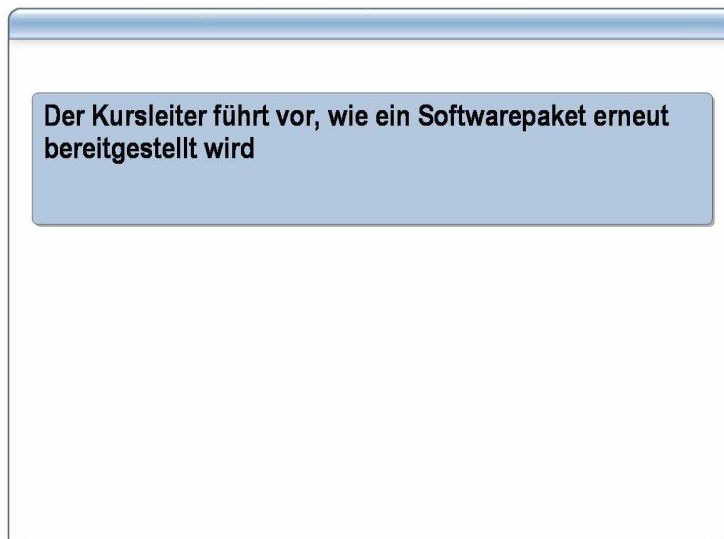 Der Kursleiter führt vor, wie ein Softwarepaket erneut
bereitgestellt wird